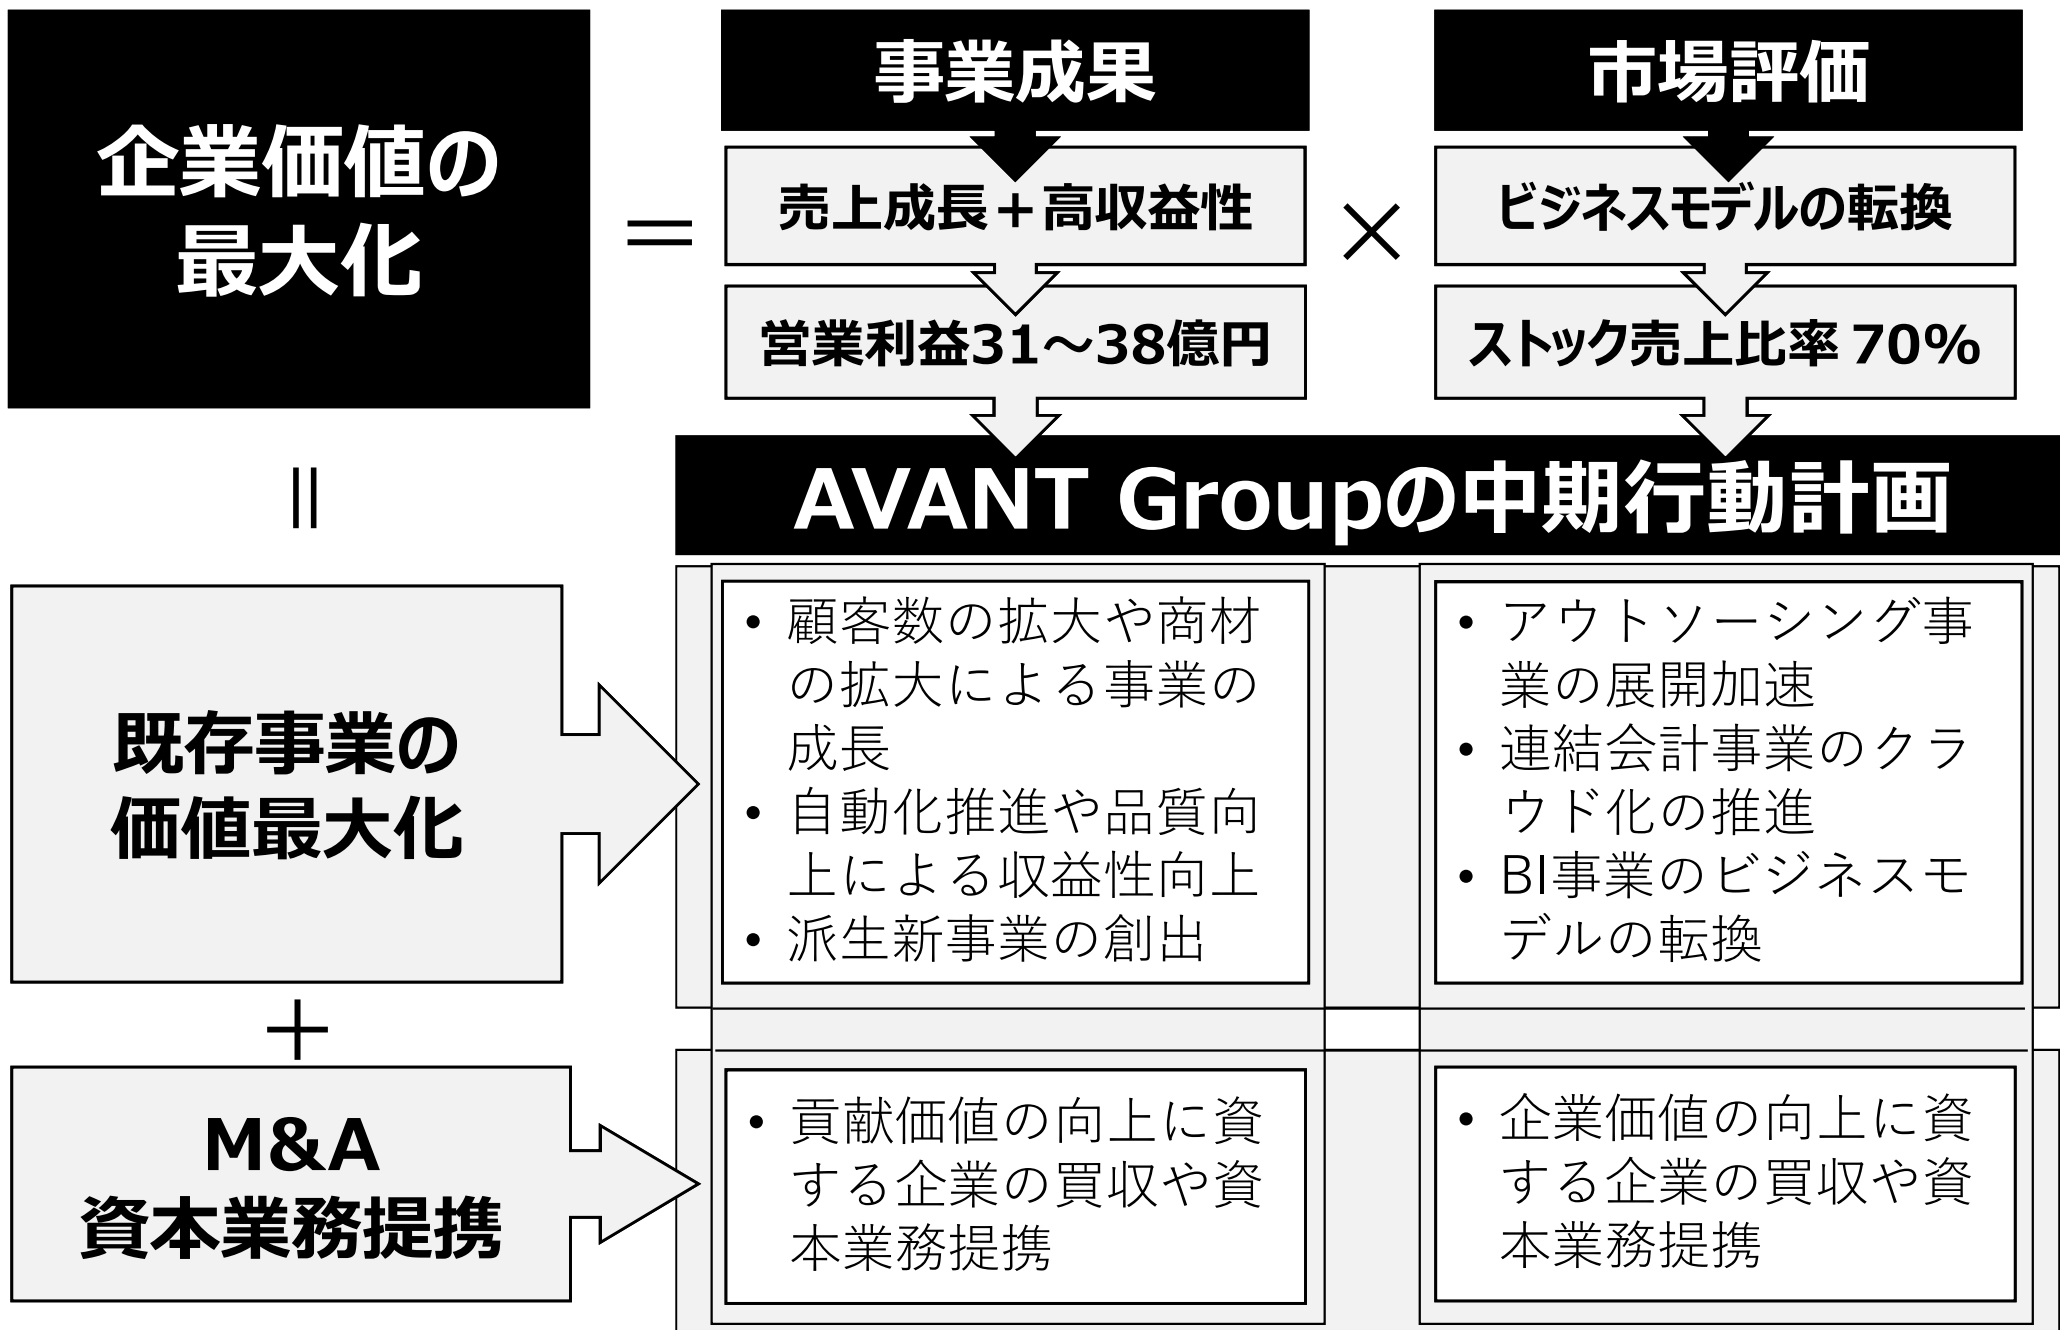 企業価値の
最大化
＝
事業成果
売上成長＋高収益性
営業利益31～38億円
×
市場評価
ビジネスモデルの転換
ストック売上比率 70%
＝
AVANT Groupの中期行動計画
既存事業の
価値最大化
• 顧客数の拡大や商材
の拡大による事業の
成長
• 自動化推進や品質向
上による収益性向上
• 派生新事業の創出
• アウトソーシング事
業の展開加速
• 連結会計事業のクラ
ウド化の推進
• BI事業のビジネスモ
デルの転換
＋
M&A
資本業務提携
• 貢献価値の向上に資
する企業の買収や資
本業務提携
• 企業価値の向上に資
する企業の買収や資
本業務提携